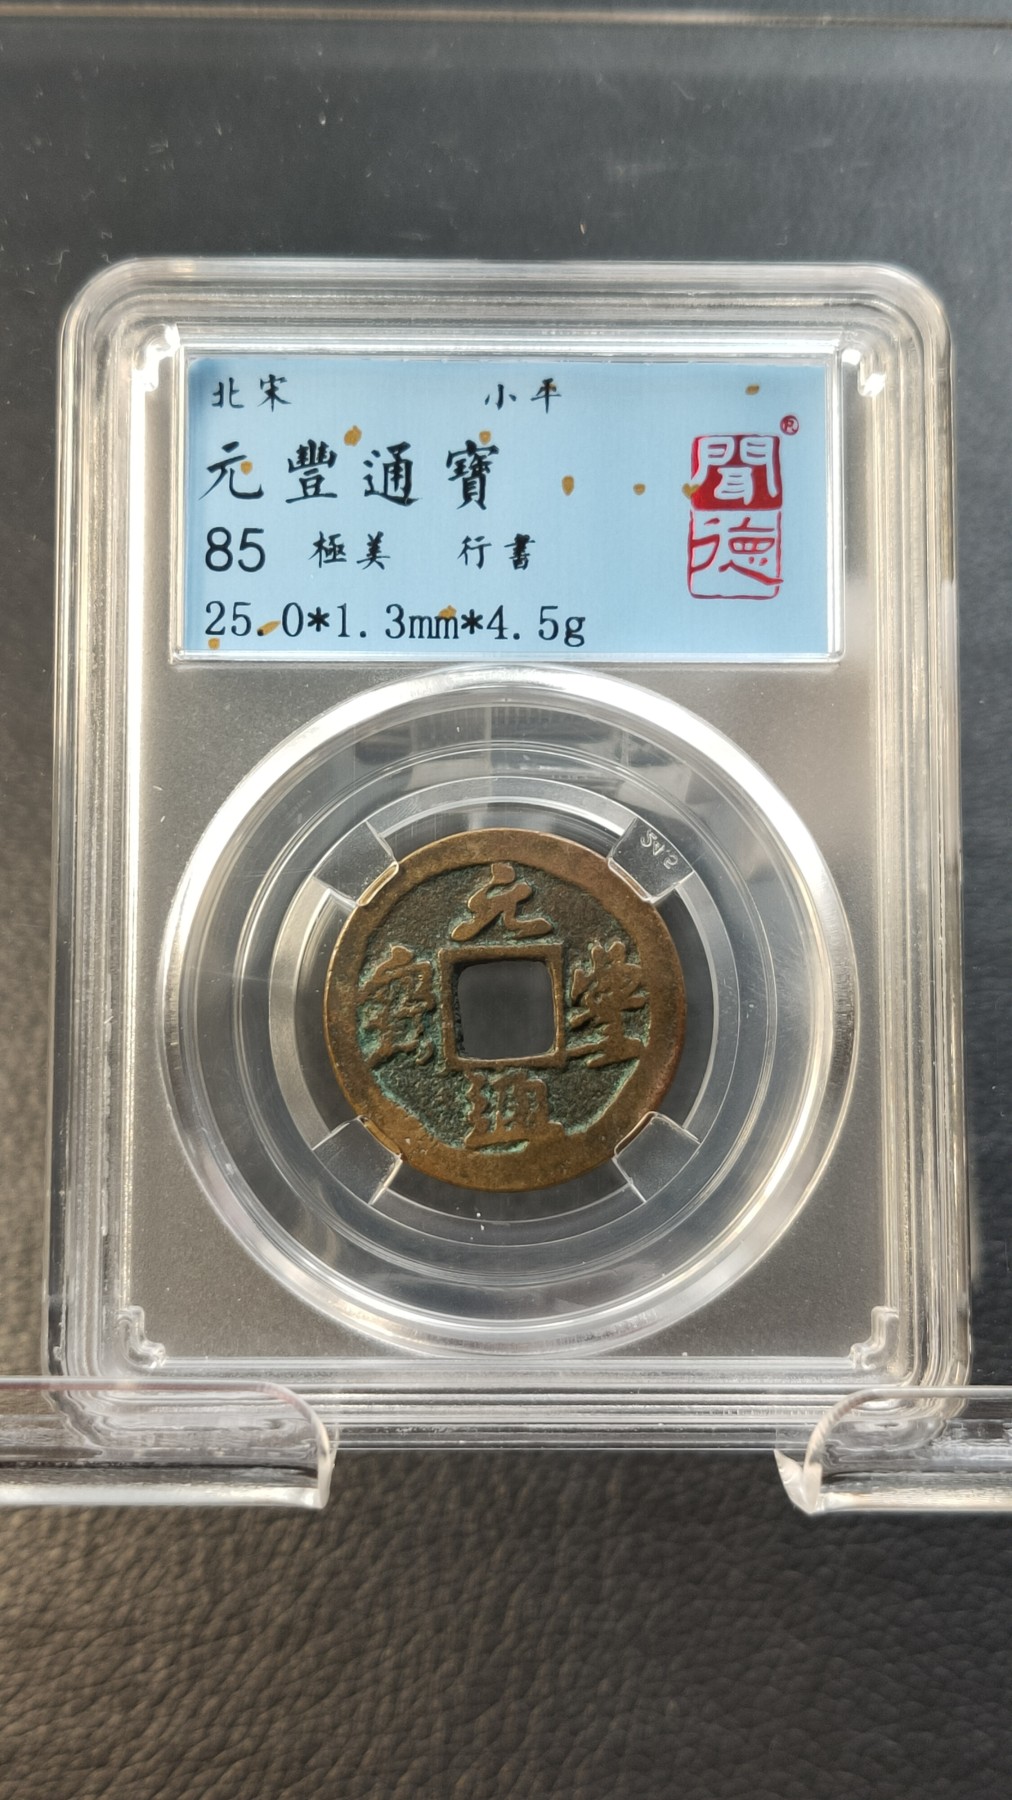 北宋 小平
元豐通寶
85 極美 行書
25.0*1.3mm*4.5g
聞德
®
元
豐
通
寶